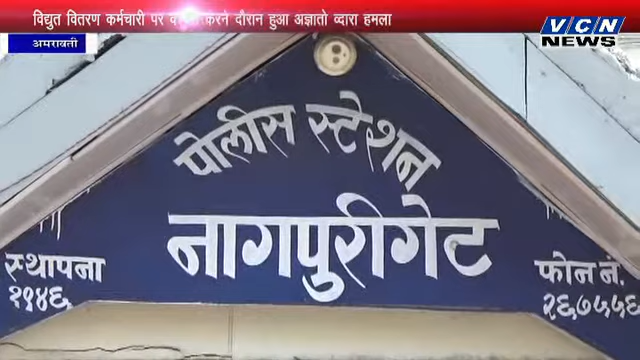 विद्युत वितरण कर्मचारी पर करने दौरान हुआ अज्ञातो व्दारा हमला
VCN
NEWS
अमरावती
पोलीस स्टेशन
नागपुरीगेट
स्थापना
१९४६
फोन नं.
२६७५५६